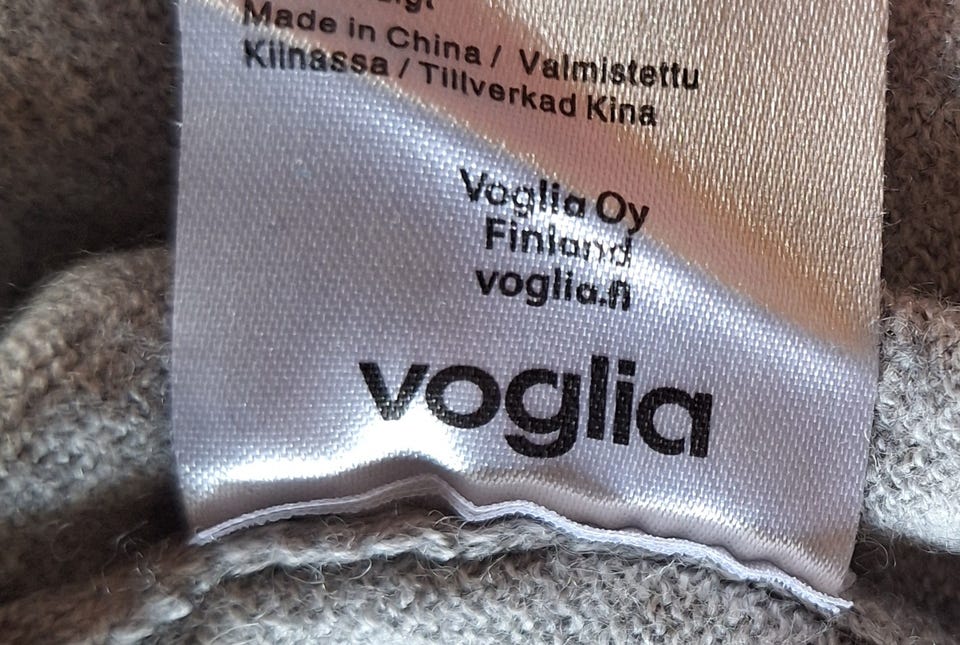 Made in China / Valmistettu
Kiinassa / Tillverkad Kina
Voglia Oy
Finland
voglia.fi
voglia